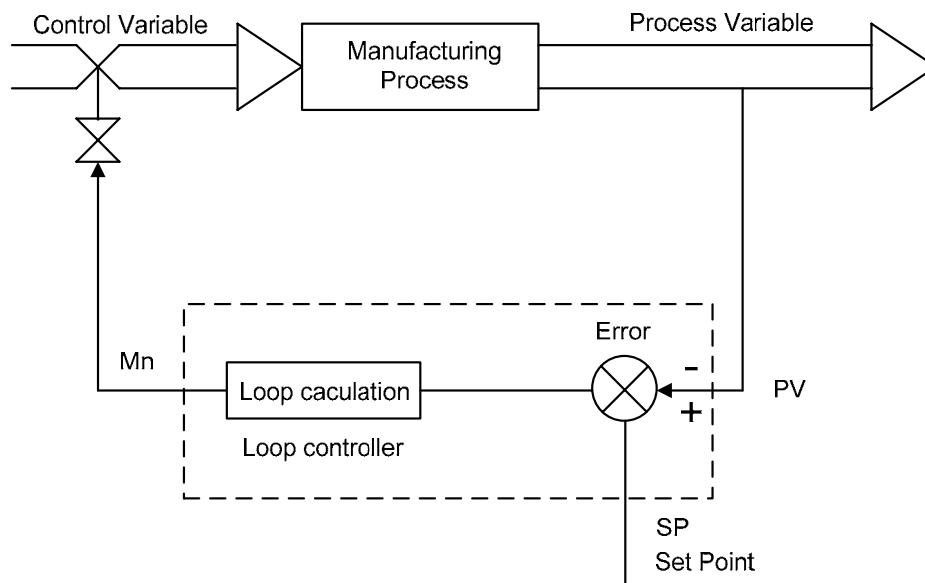 Control Variable
Process Variable
Manufacturing
Process
Error
Mn
Loop caculation
-
PV
+
Loop controller
SP
Set Point